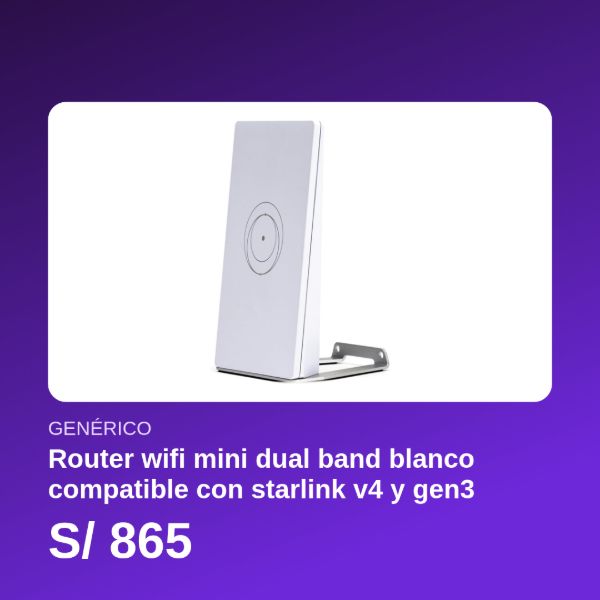 GENÉRICO
Router wifi mini dual band blanco
compatible con starlink v4 y gen3
S/ 865